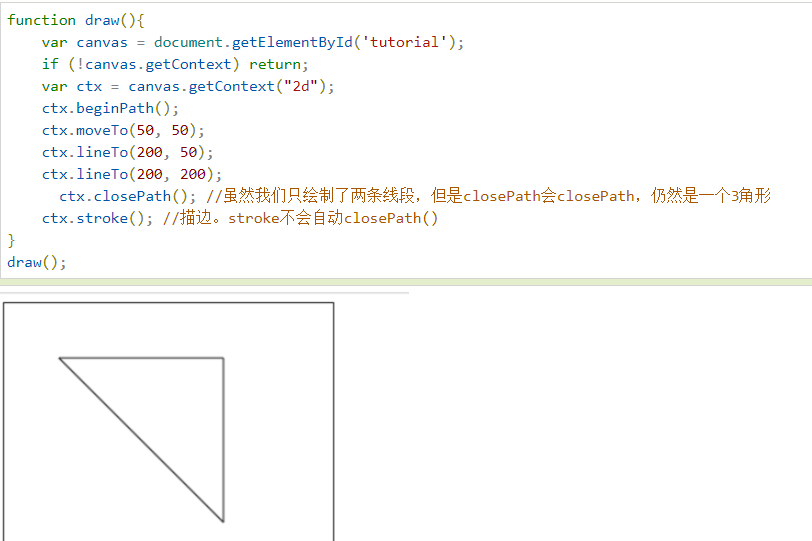 function draw(){
    var canvas = document.getElementById('tutorial');
    if (!canvas.getContext) return;
    var ctx = canvas.getContext("2d");
    ctx.beginPath();
    ctx.moveTo(50, 50);
    ctx.lineTo(200, 50);
    ctx.lineTo(200, 200);
      ctx.closePath(); //虽然我们只绘制了两条线段，但是closePath会closePath，仍然是一个3角形
    ctx.stroke(); //描边。stroke不会自动closePath()
}
draw();